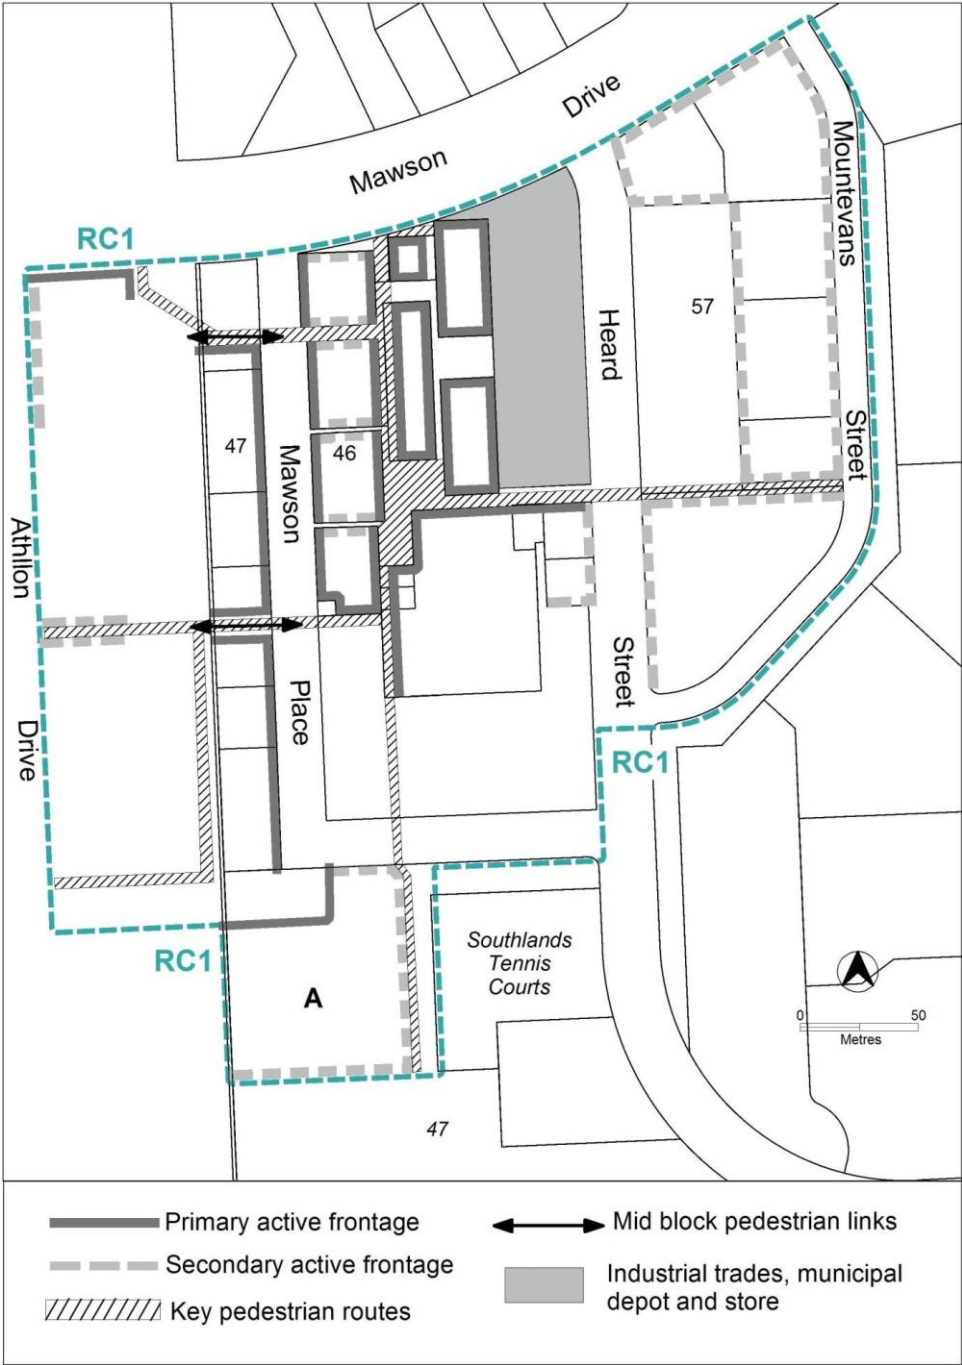 Drive
Mawson
Mountevans
RC1
57
Heard
47
46
Mawson
Street
Athllon
Street
Place
Drive
RC1
RC1
Southlands
Tennis
Courts
A
0 50
Metres
47
Primary active frontage
Secondary active frontage
Key pedestrian routes
Mid block pedestrian links
Industrial trades, municipal
depot and store